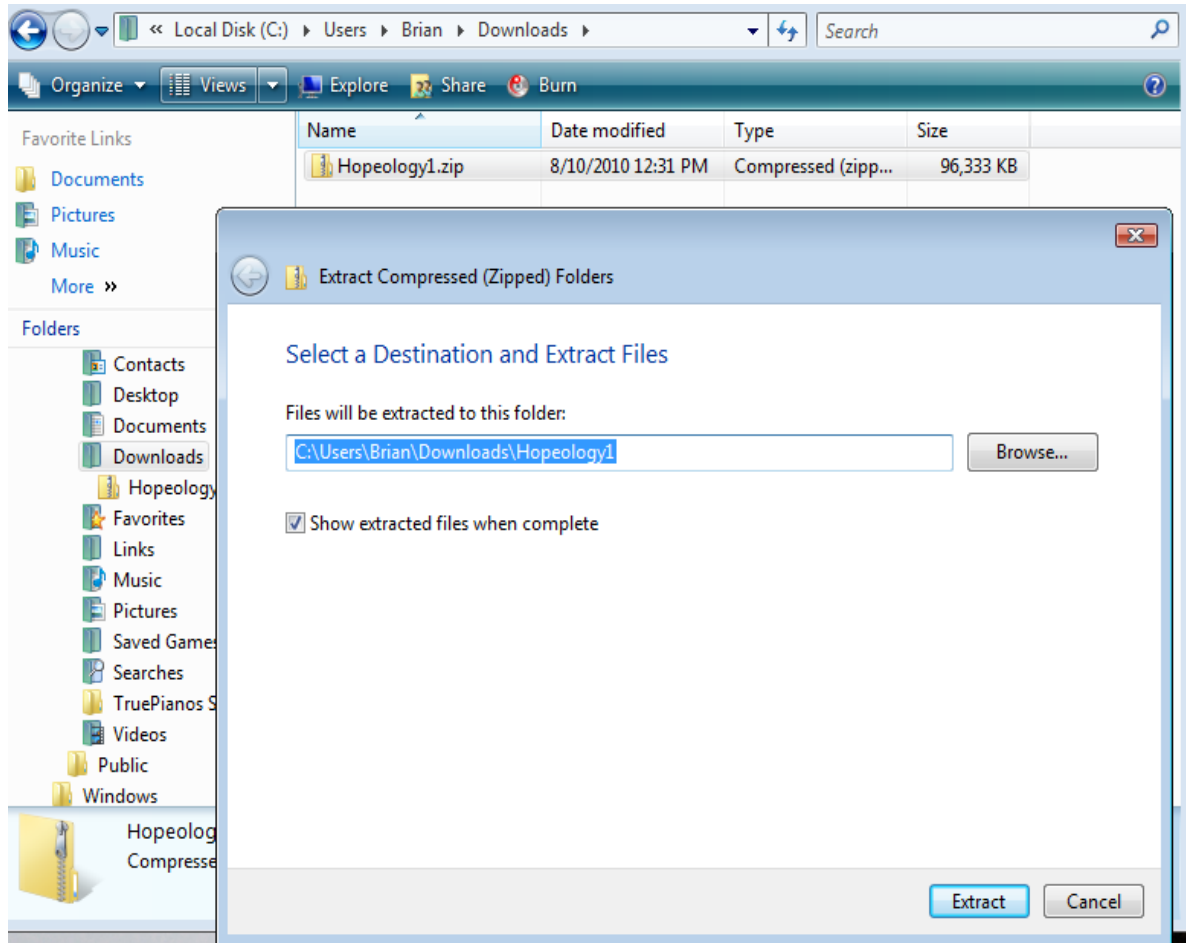 « Local Disk (C:) ▸ Users ▸ Brian ▸ Downloads ▸
Search
Organize Views Explore Share Burn
Favorite Links
Documents
Pictures
Music
More »
Name Date modified Type Size
Hopeology1.zip 8/10/2010 12:31 PM Compressed (zipp... 96,333 KB
Folders
Contacts
Desktop
Documents
Downloads
Hopeology
Favorites
Links
Music
Pictures
Saved Games
Searches
TruePianos S
Videos
Public
Windows
Hopeolog
Compresse
Extract Compressed (Zipped) Folders
Select a Destination and Extract Files
Files will be extracted to this folder:
C:\Users\Brian\Downloads\Hopeology1
Browse...
Show extracted files when complete
Extract Cancel